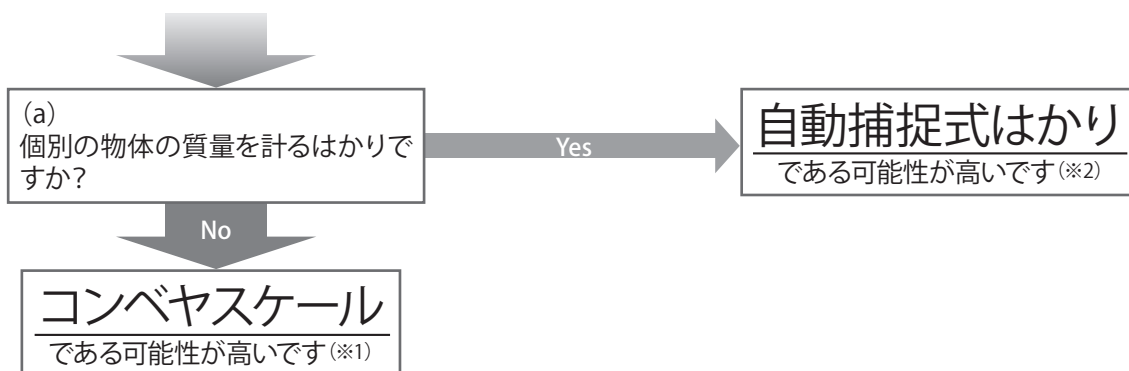 (a)
個別の物体の質量を計るはかりで
すか？
Yes
自動捕捉式はかり
である可能性が高いです(※2)
No
コンベヤスケール
である可能性が高いです(※1)